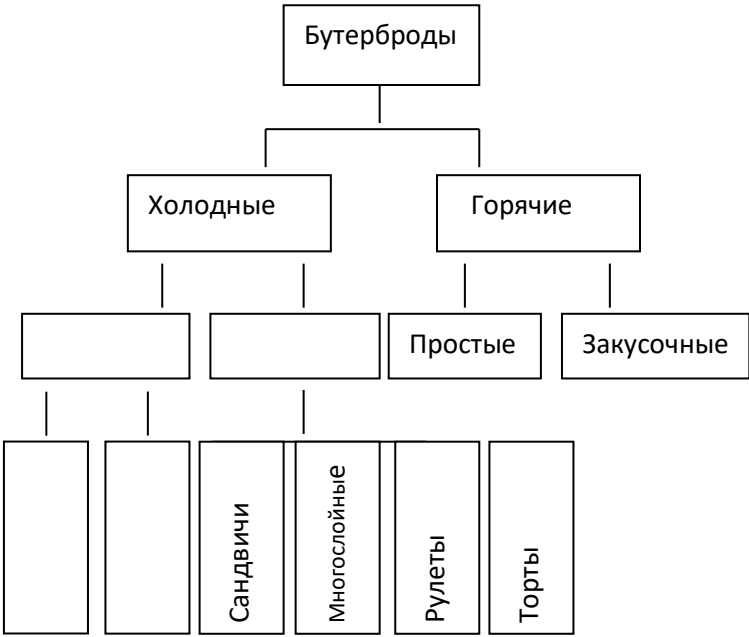 Бутерброды
Холодные
Горячие
Простые
Закусочные
Сандвичи
Многослойные
Рулеты
Торты